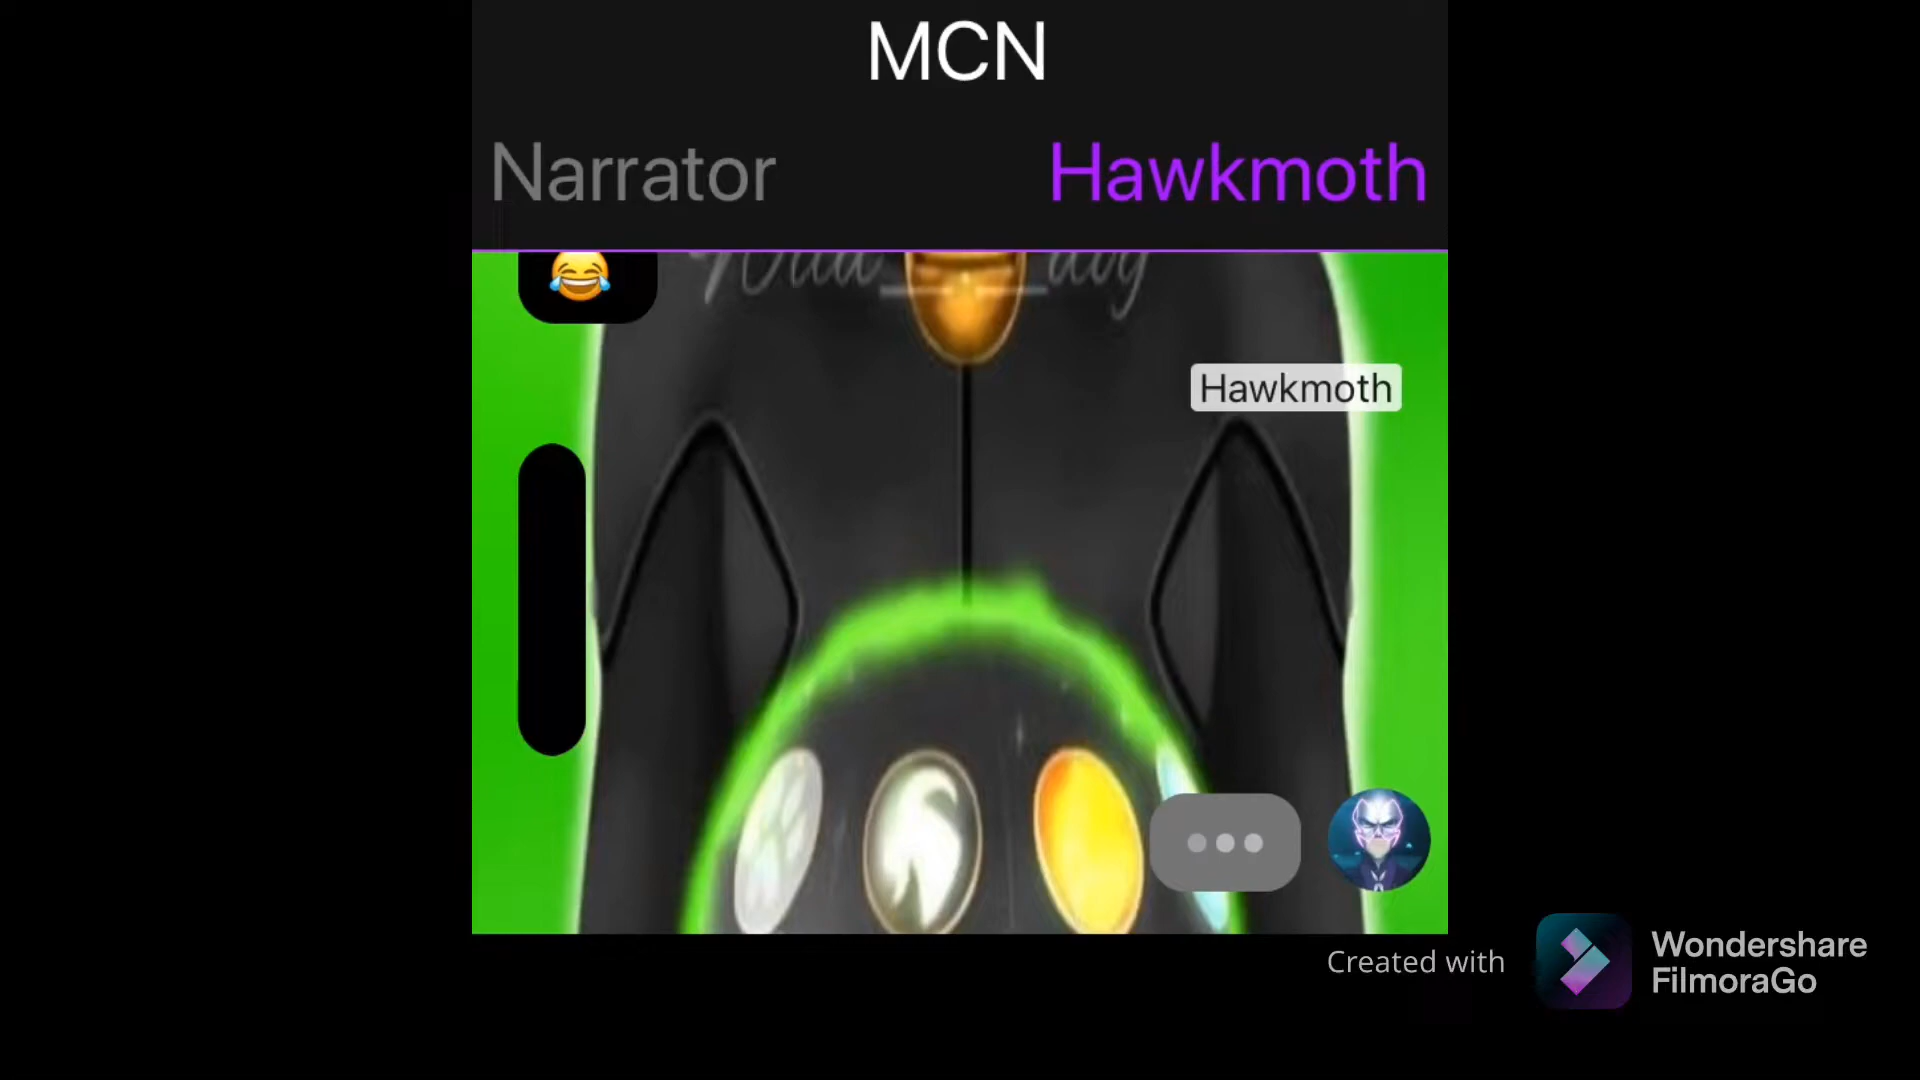 MCN
Narrator
Hawkmoth
😂
Hawkmoth
Created with
Wondershare
FilmoraGo